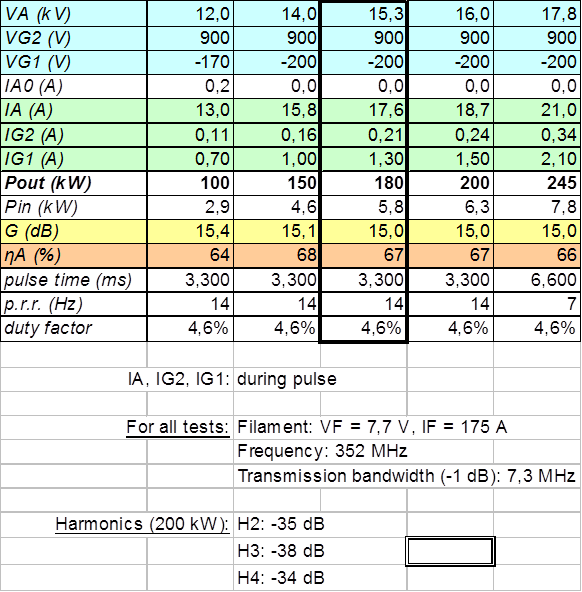 VA (kV) 12,0 14,0 15,3 16,0 17,8
VG2 (V) 900 900 900 900 900
VG1 (V) -170 -200 -200 -200 -200
IA0 (A) 0,2 0,0 0,0 0,0 0,0
IA (A) 13,0 15,8 17,6 18,7 21,0
IG2 (A) 0,11 0,16 0,21 0,24 0,34
IG1 (A) 0,70 1,00 1,30 1,50 2,10
Pout (kW) 100 150 180 200 245
Pin (kW) 2,9 4,6 5,8 6,3 7,8
G (dB) 15,4 15,1 15,0 15,0 15,0
ηA (%) 64 68 67 67 66
pulse time (ms) 3,300 3,300 3,300 3,300 6,600
p.r.r. (Hz) 14 14 14 14 7
duty factor 4,6% 4,6% 4,6% 4,6% 4,6%
IA, IG2, IG1: during pulse
For all tests: Filament: VF = 7,7 V, IF = 175 A
Frequency: 352 MHz
Transmission bandwidth (-1 dB): 7,3 MHz
Harmonics (200 kW): H2: -35 dB
H3: -38 dB
H4: -34 dB